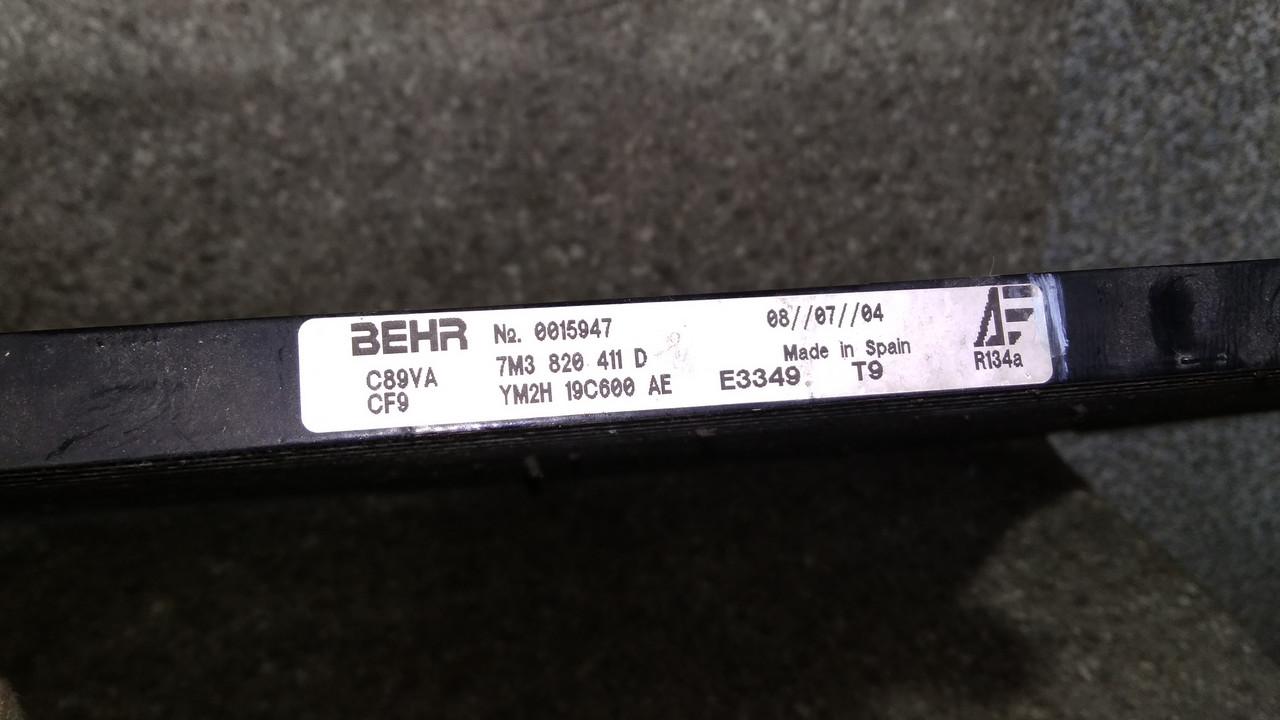 BEHR
C89VA
CF9
№. 0015947
7M3 820 411 D
YM2H 19C600 AE
08//07//04
Made in Spain
E3349 T9
AF
R134a